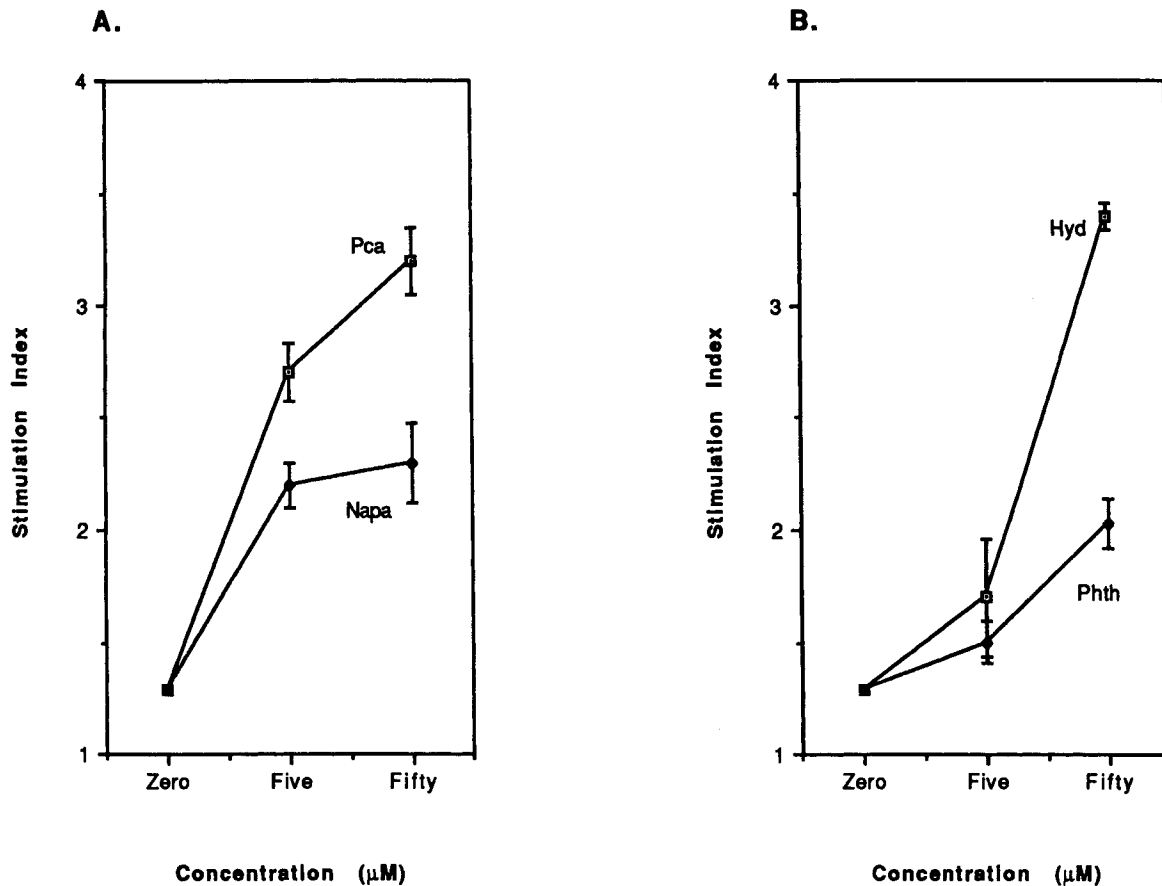 A.
Stimulation Index
4
3
2
1
Pca
Napa
Zero Five Fifty
Concentration (μM)
B.
Stimulation Index
4
3
2
1
Hyd
Phth
Zero Five Fifty
Concentration (μM)